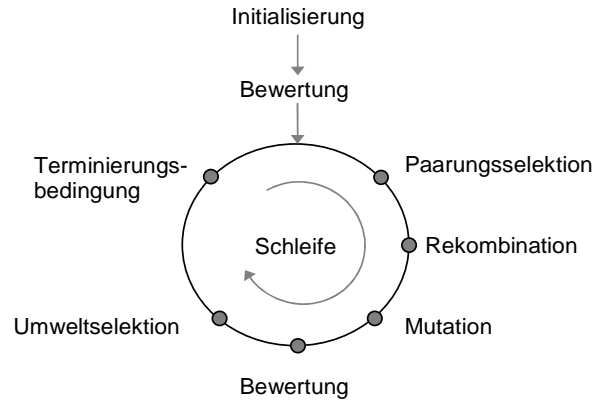 Initialisierung
Bewertung
Terminierungs-
bedingung
Paarungsselektion
Schleife
Rekombination
Umweltselektion
Mutation
Bewertung